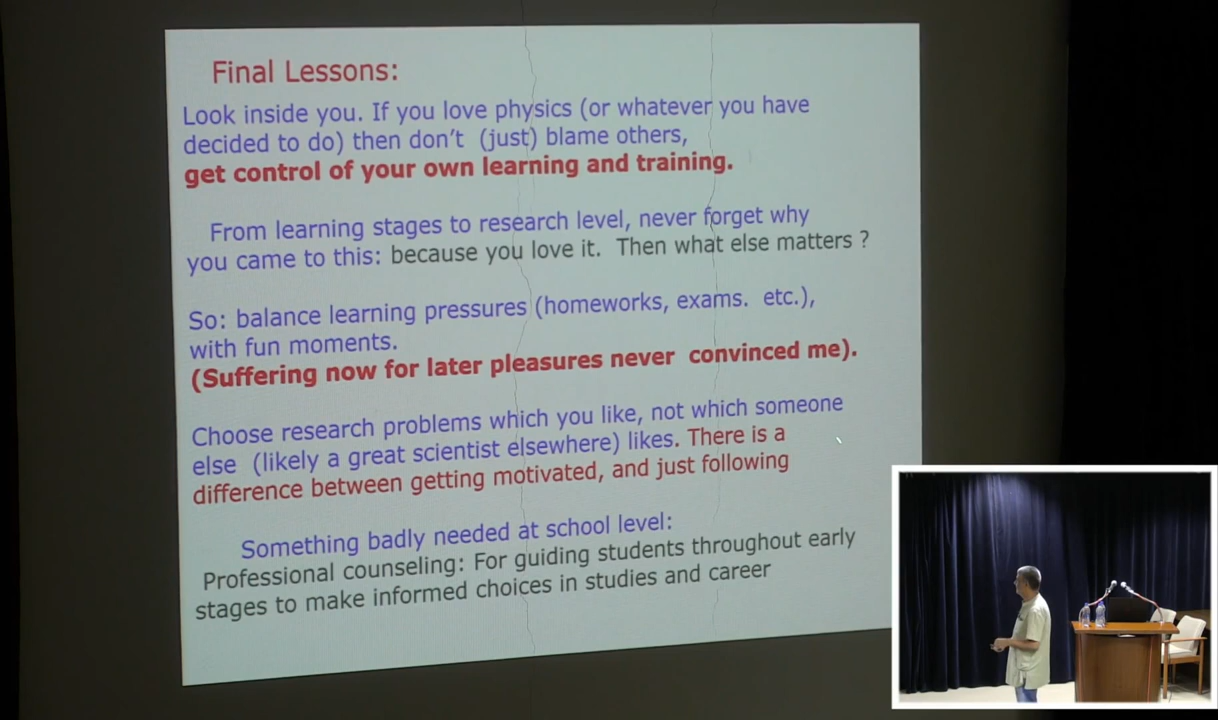 Final Lessons:
Look inside you. If you love physics (or whatever you have
decided to do) then don't (just) blame others,
get control of your own learning and training.
From learning stages to research level, never forget why
you came to this: because you love it. Then what else matters ?
So: balance learning pressures (homeworks, exams. etc.),
with fun moments.
(Suffering now for later pleasures never convinced me).
Choose research problems which you like, not which someone
else (likely a great scientist elsewhere) likes. There is a
difference between getting motivated, and just following
Something badly needed at school level:
Professional counseling: For guiding students throughout early
stages to make informed choices in studies and career